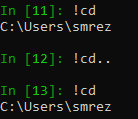 In [11]: !cd
C:\Users\smrez
In [12]: !cd..
In [13]: !cd
C:\Users\smrez